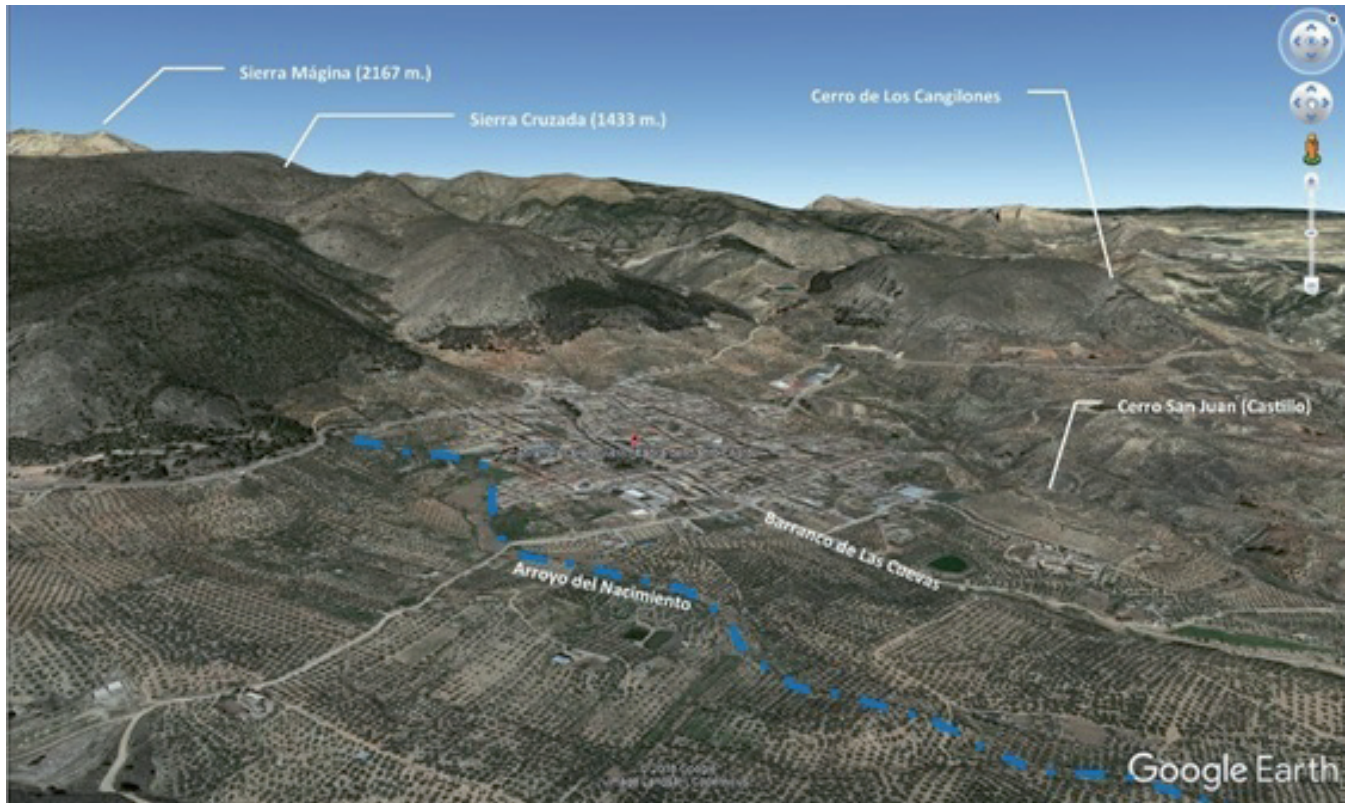 Sierra Mágina (2167 m.)
Cerro de Los Cangilones
Sierra Cruzada (1433 m.)
Cerro San Juan (Castillo)
Barranco de Las Cuevas
Arroyo del Nacimiento
Google Earth